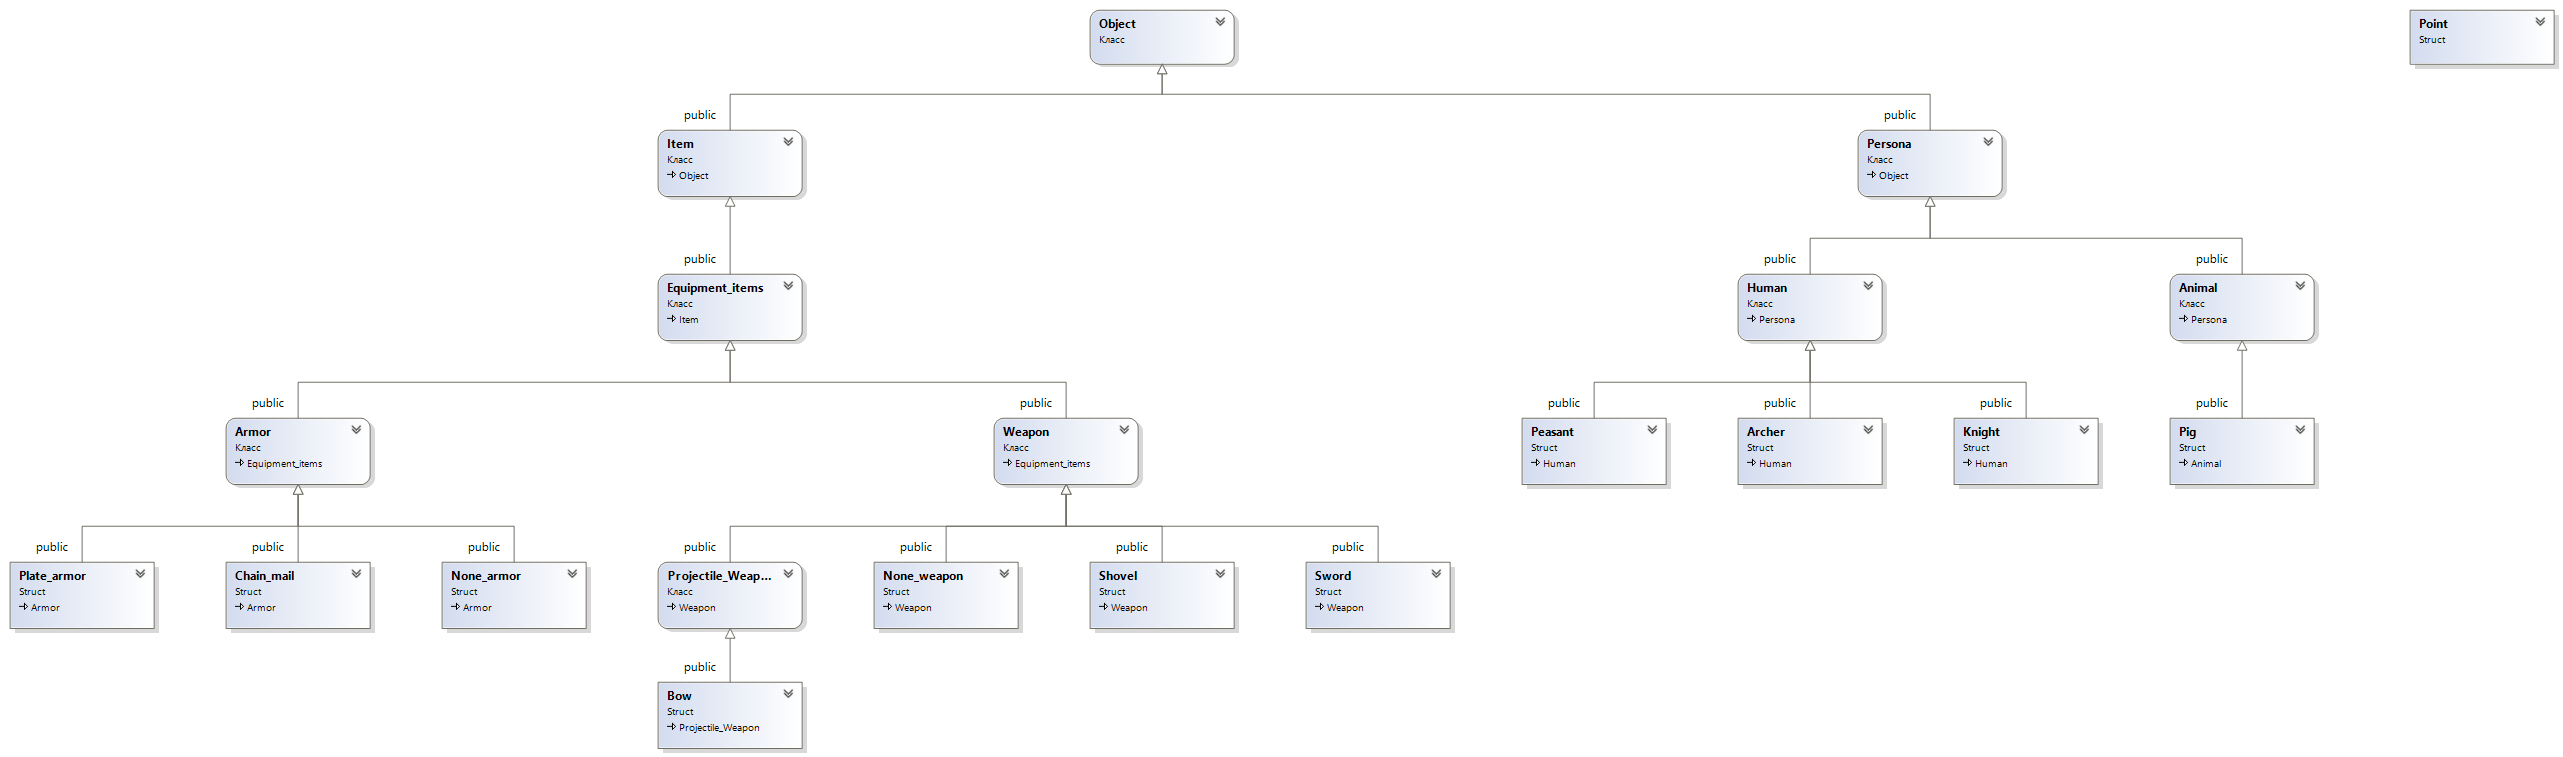 Object
Класс
Point
Struct
public
public
Item
Класс
Object
Persona
Класс
Object
public
public
public
Equipment_items
Класс
Item
Human
Класс
Persona
Animal
Класс
Persona
public
public
public
public
public
public
Armor
Класс
Equipment_items
Weapon
Класс
Equipment_items
Peasant
Struct
Human
Archer
Struct
Human
Knight
Struct
Human
Pig
Struct
Animal
public
public
public
public
public
public
public
Plate_armor
Struct
Armor
Chain_mail
Struct
Armor
None_armor
Struct
Armor
Projectile_Weap...
Класс
Weapon
None_weapon
Struct
Weapon
Shovel
Struct
Weapon
Sword
Struct
Weapon
public
Bow
Struct
Projectile_Weapon